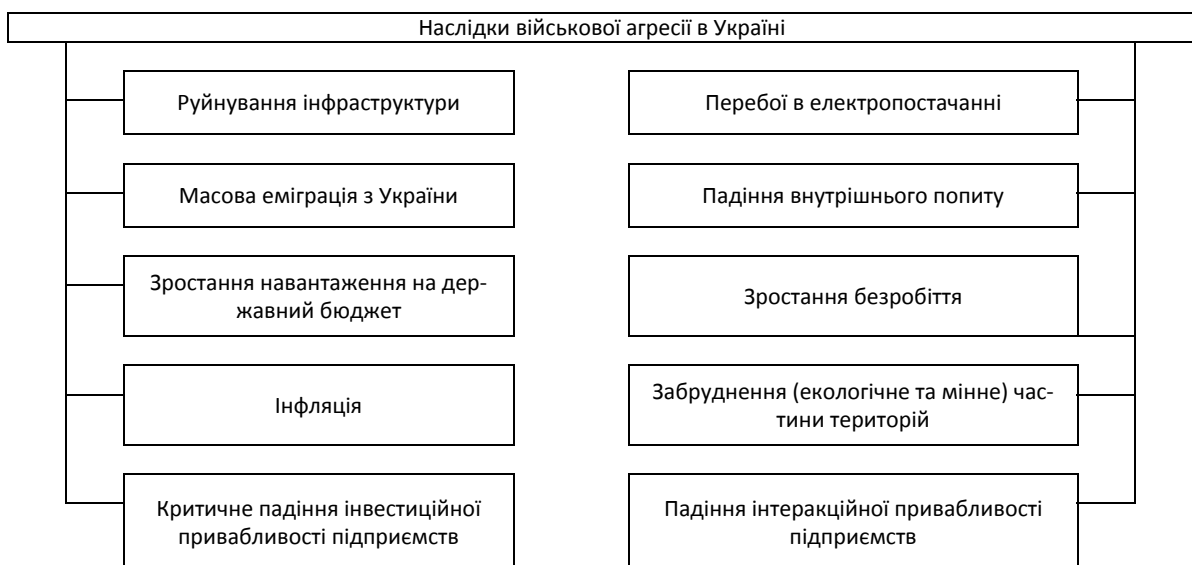 Наслідки військової агресії в Україні
Руйнування інфраструктури
Перебої в електропостачанні
Масова еміграція з України
Падіння внутрішнього попиту
Зростання навантаження на дер-
жавний бюджет
Зростання безробіття
Інфляція
Забруднення (екологічне та мінне) час-
тини територій
Критичне падіння інвестиційної
привабливості підприємств
Падіння інтеракційної привабливості
підприємств